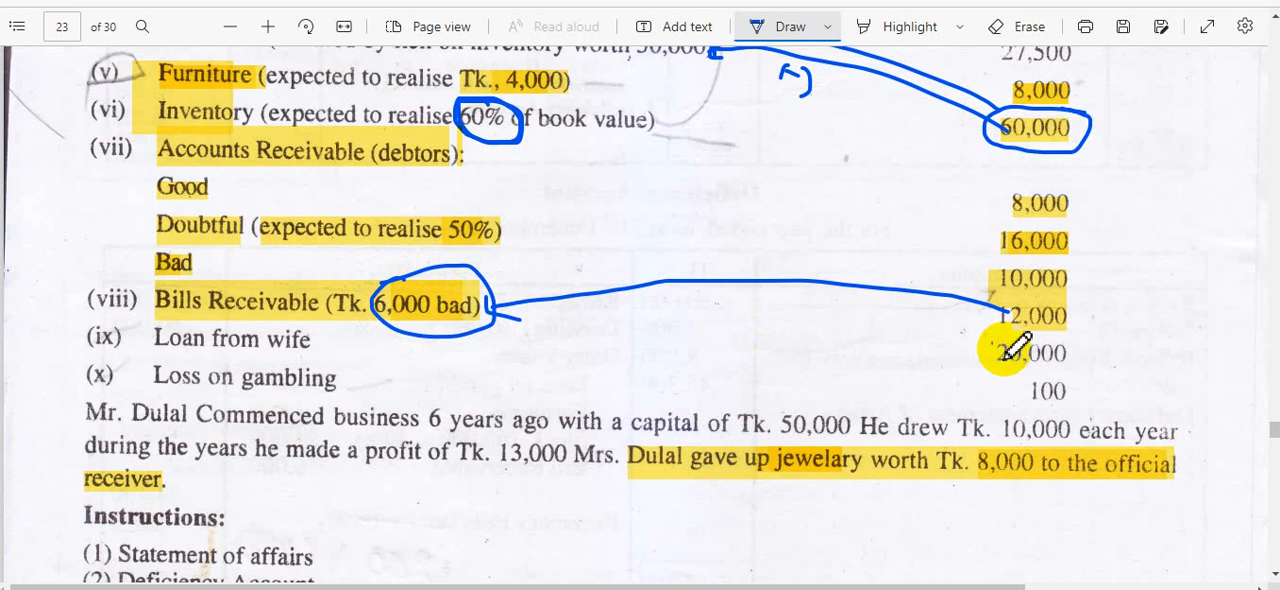 23 of 30 Page view Read aloud Add text Draw Highlight Erase
27,500
(v) Furniture (expected to realise Tk., 4,000) 8,000
(vi) Inventory (expected to realise 60% of book value) 60,000
(vii) Accounts Receivable (debtors):
Good 8,000
Doubtful (expected to realise 50%) 16,000
Bad 10,000
(viii) Bills Receivable (Tk. 6,000 bad) 12,000
(ix) Loan from wife
(x) Loss on gambling 100
Mr. Dulal Commenced business 6 years ago with a capital of Tk. 50,000 He drew Tk. 10,000 each year
during the years he made a profit of Tk. 13,000 Mrs. Dulal gave up jewelary worth Tk. 8,000 to the official
receiver.
Instructions:
(1) Statement of affairs
(2) Deficiency Account